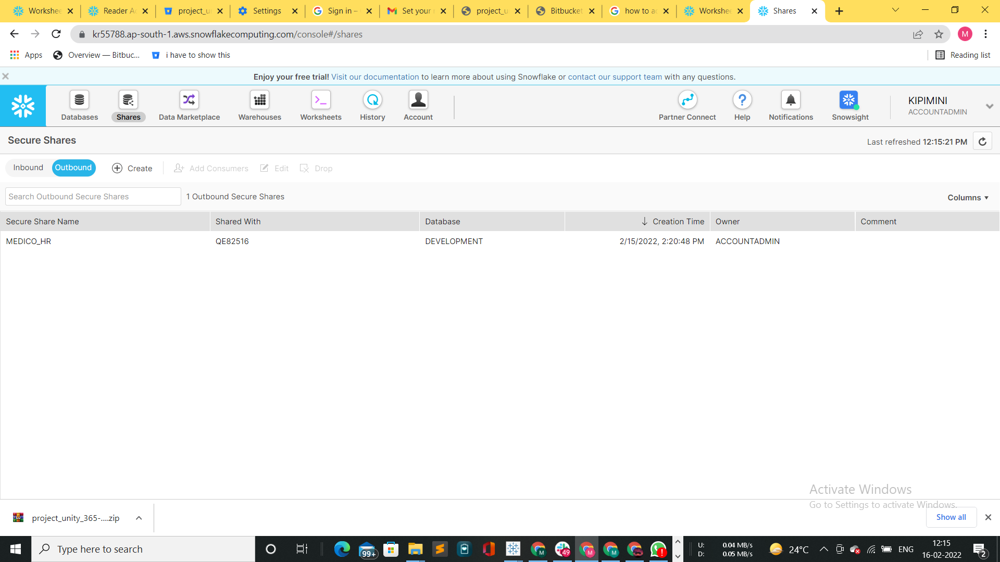 Workshee
Reader A
project_u
Settings
Sign in –
Set your
project_u
Bitbucket
how to a
Workshee
Shares
kr55788.ap-south-1.aws.snowflakecomputing.com/console#/shares
M
Apps
Overview — Bitbuc...
i have to show this
Reading list
Enjoy your free trial! Visit our documentation to learn more about using Snowflake or contact our support team with any questions.
Databases
Shares
Data Marketplace
Warehouses
Worksheets
History
Account
Partner Connect
Help
Notifications
Snowsight
KIPIMINI
ACCOUNTADMIN
Secure Shares
Last refreshed 12:15:21 PM
Inbound
Outbound
Create
Add Consumers
Edit
Drop
Search Outbound Secure Shares
1 Outbound Secure Shares
Columns
Secure Share Name
Shared With
Database
Creation Time
Owner
Comment
MEDICO_HR
QE82516
DEVELOPMENT
2/15/2022, 2:20:48 PM
ACCOUNTADMIN
Activate Windows
Go to Settings to activate Windows.
project_unity_365-....zip
Show all
Type here to search
99+
49
U: 0.04 MB/s
D: 0.05 MB/s
24°C
ENG
12:15
16-02-2022
2